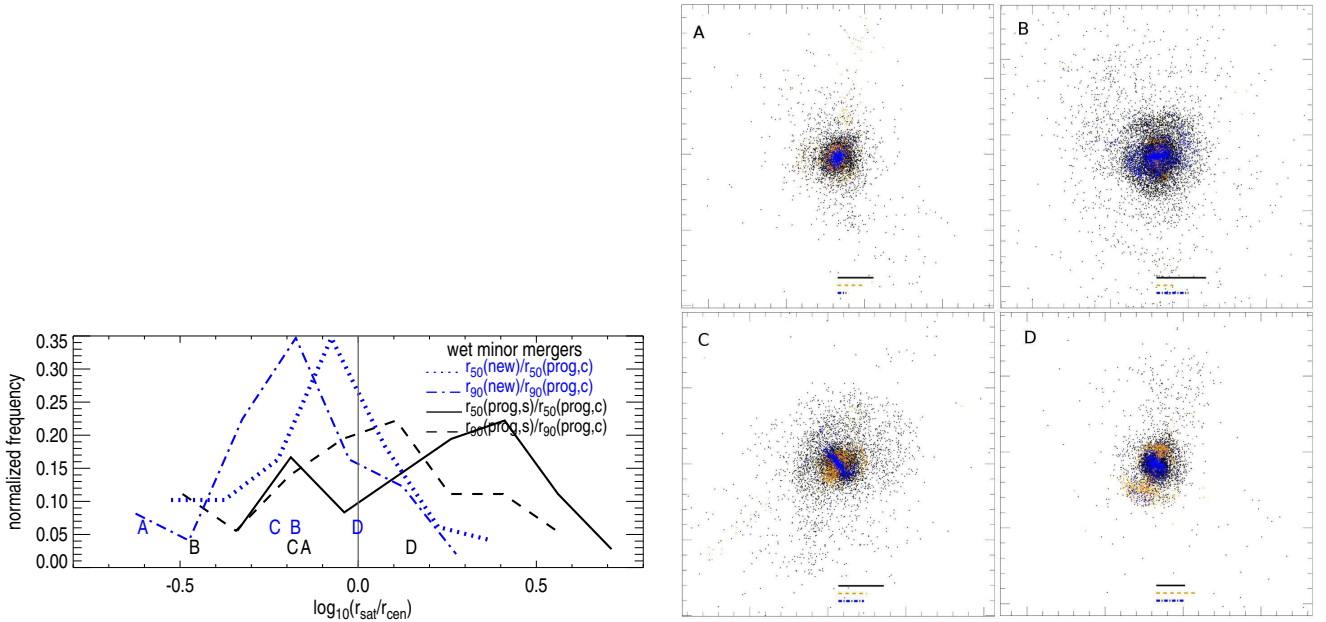 A
B
C
D
wet minor mergers
r50(new)/r50(prog,c)
r90(new)/r90(prog,c)
r50(prog,s)/r50(prog,c)
r90(prog,s)/r90(prog,c)
0.35
0.30
0.25
0.20
0.15
0.10
0.05
0.00
normalized frequency
A C B D
B C A D
-0.5 0.0 0.5
log10(rsat/rcen)